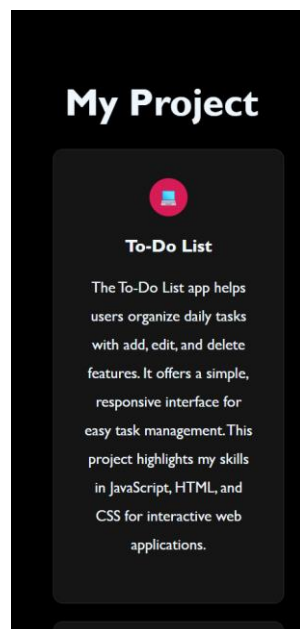 My Project
To-Do List
The To-Do List app helps
users organize daily tasks
with add, edit, and delete
features. It offers a simple,
responsive interface for
easy task management. This
project highlights my skills
in JavaScript, HTML, and
CSS for interactive web
applications.